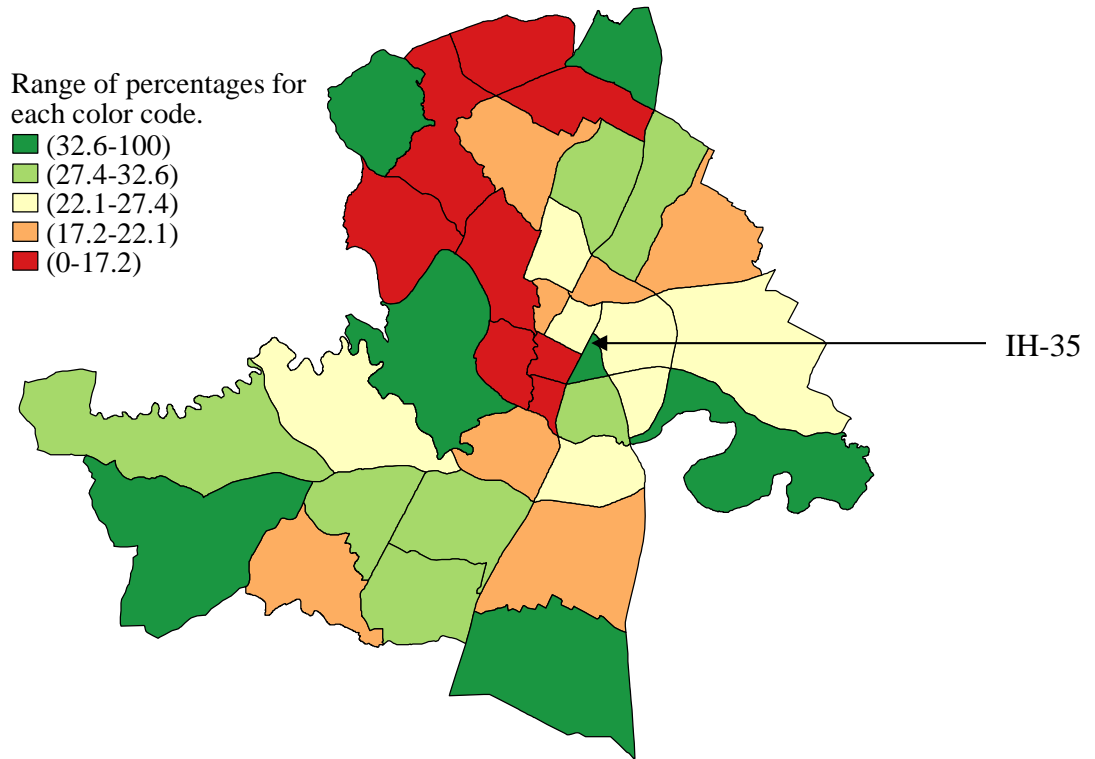 Range of percentages for
each color code.
(32.6-100)
(27.4-32.6)
(22.1-27.4)
(17.2-22.1)
(0-17.2)
IH-35